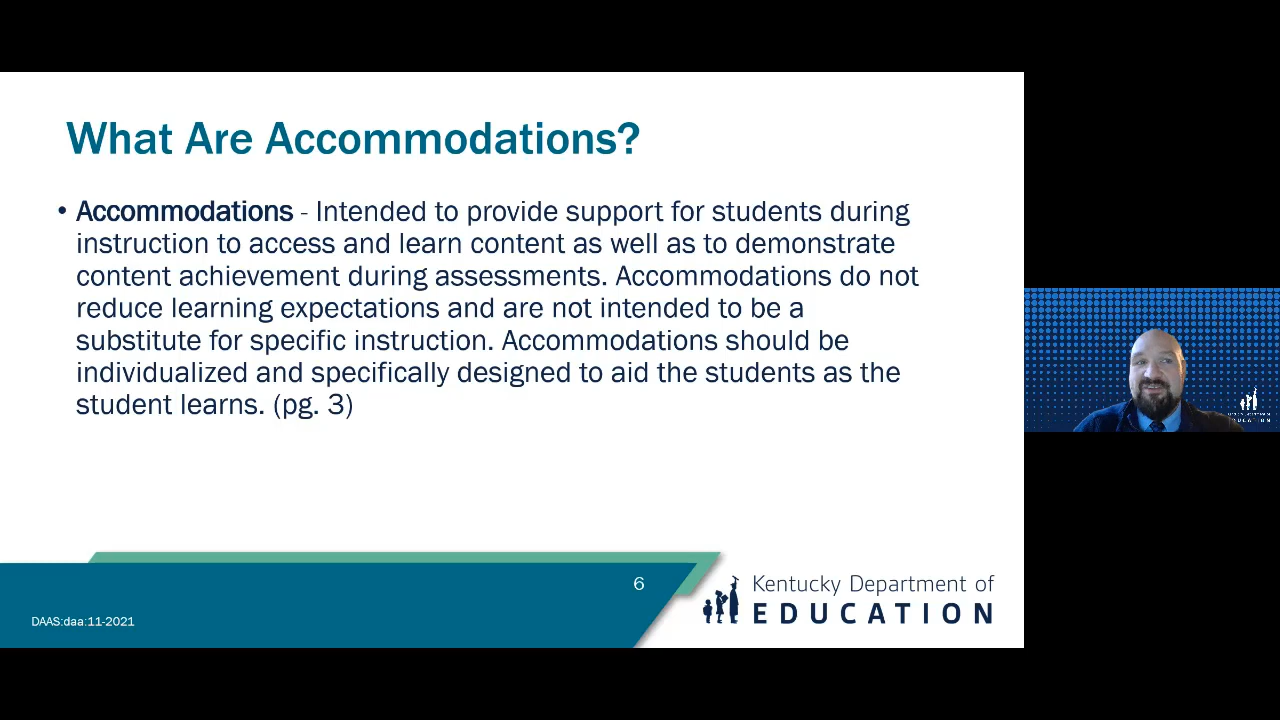 What Are Accommodations?
• Accommodations - Intended to provide support for students during
instruction to access and learn content as well as to demonstrate
content achievement during assessments. Accommodations do not
reduce learning expectations and are not intended to be a
substitute for specific instruction. Accommodations should be
individualized and specifically designed to aid the students as the
student learns. (pg. 3)
6
DAAS:daa:11-2021
Kentucky Department of
EDUCATION
EDUCATION